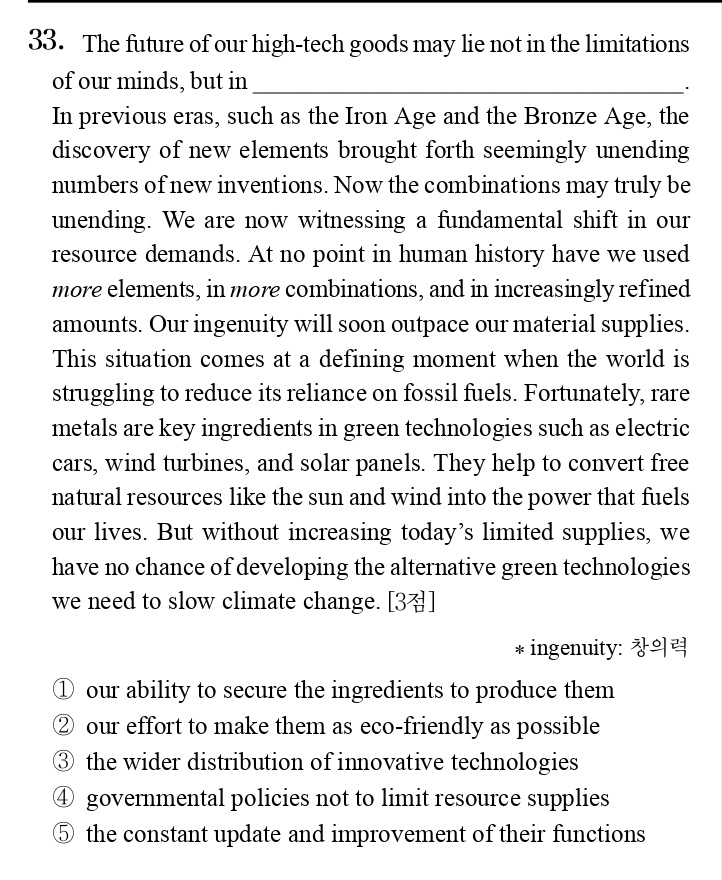 33. The future of our high-tech goods may lie not in the limitations
of our minds, but in ______________________________________.
In previous eras, such as the Iron Age and the Bronze Age, the
discovery of new elements brought forth seemingly unending
numbers of new inventions. Now the combinations may truly be
unending. We are now witnessing a fundamental shift in our
resource demands. At no point in human history have we used
more elements, in more combinations, and in increasingly refined
amounts. Our ingenuity will soon outpace our material supplies.
This situation comes at a defining moment when the world is
struggling to reduce its reliance on fossil fuels. Fortunately, rare
metals are key ingredients in green technologies such as electric
cars, wind turbines, and solar panels. They help to convert free
natural resources like the sun and wind into the power that fuels
our lives. But without increasing today’s limited supplies, we
have no chance of developing the alternative green technologies
we need to slow climate change. [3점]
* ingenuity: 창의력
① our ability to secure the ingredients to produce them
② our effort to make them as eco-friendly as possible
③ the wider distribution of innovative technologies
④ governmental policies not to limit resource supplies
⑤ the constant update and improvement of their functions